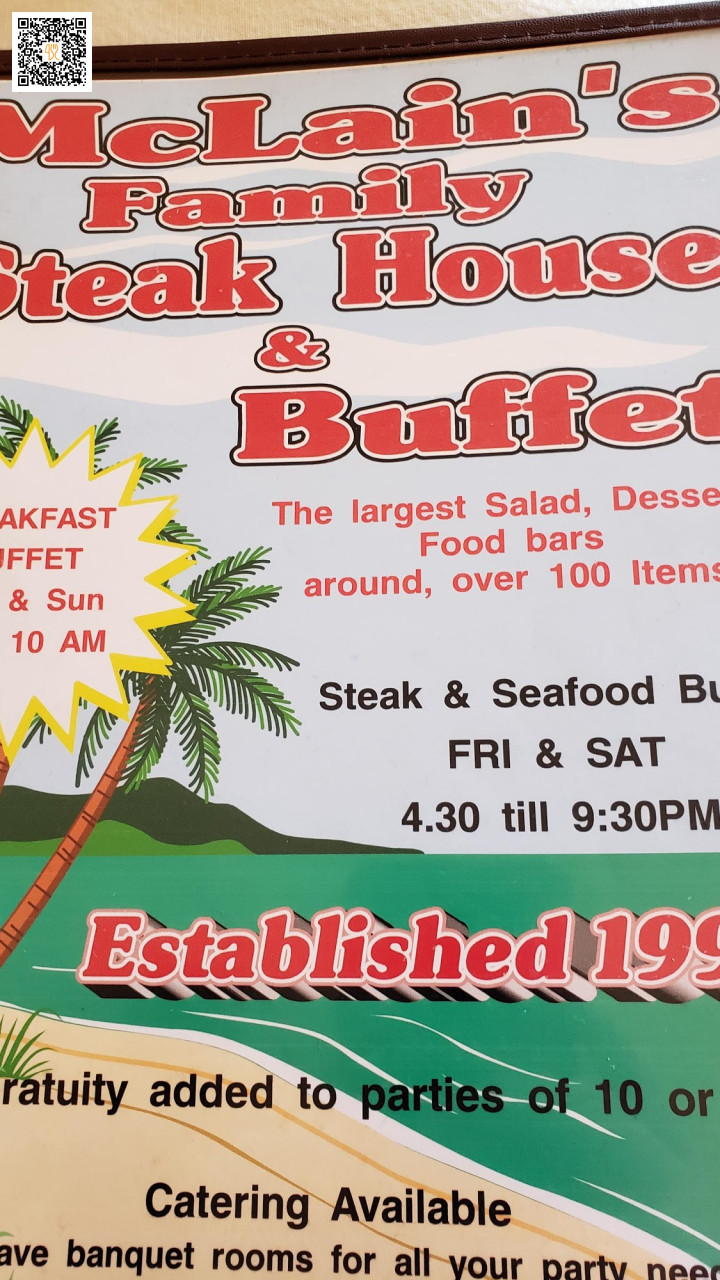 McLain's
Family
Steak House
&
Buffet
The largest Salad, Desse
Food bars
around, over 100 Items
AKFAST
UFFET
& Sun
10 AM
Steak & Seafood Bu
FRI & SAT
4.30 till 9:30PM
Established 199
ratuity added to parties of 10 or
Catering Available
ave banquet rooms for all your party need